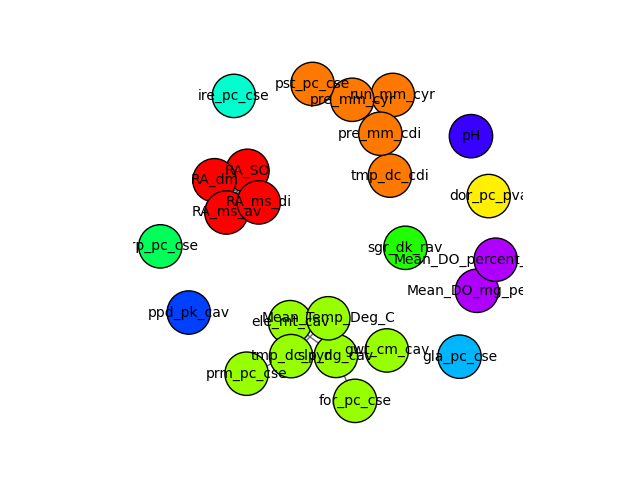 pst_pc_cse
ire_pc_cse
pre_mm_cyr
run_mm_cyr
pre_mm_cdi
pH
RA_SO
RA_dm
tmp_dc_cdi
dor_pc_pva
RA_ms_di
RA_ms_av
rp_pc_cse
sgr_dk_rav
Mean_DO_percent_
Mean_DO_mg_pe
ppd_pk_cav
Mean_Temp_Deg_C
ele_mt_cav
gwt_cm_cav
tmp_dc_cyr
slp_dg_cav
gla_pc_cse
prm_pc_cse
for_pc_cse